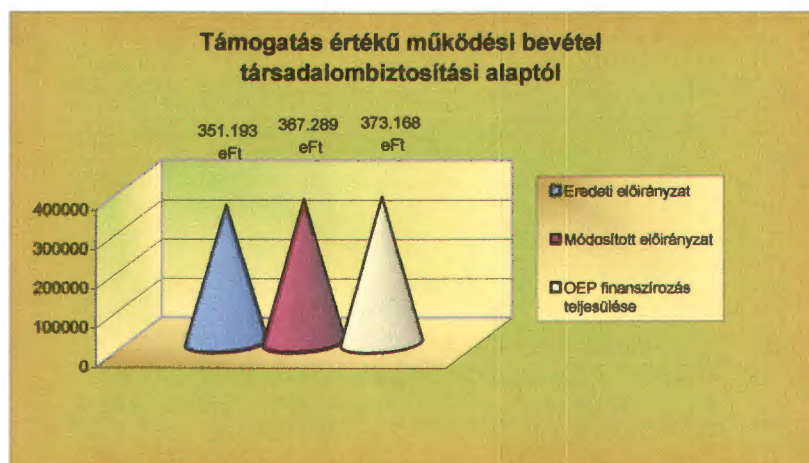 Támogatás értékű működési bevétel
társadalombiztosítási alaptól
351.193 367.289 373.168
eFt eFt eFt
400000
300000
200000
100000
0
Eredeti előirányzat
Módosított előirányzat
OEP finanszírozás
teljesülése